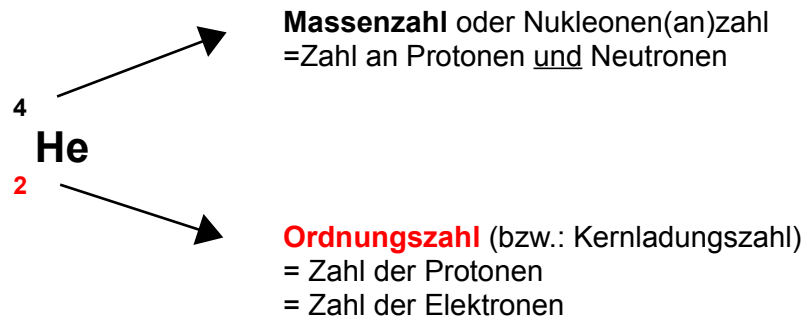 Massenzahl oder Nukleonen(an)zahl
=Zahl an Protonen und Neutronen
4
He
2
Ordnungszahl (bzw.: Kernladungszahl)
= Zahl der Protonen
= Zahl der Elektronen